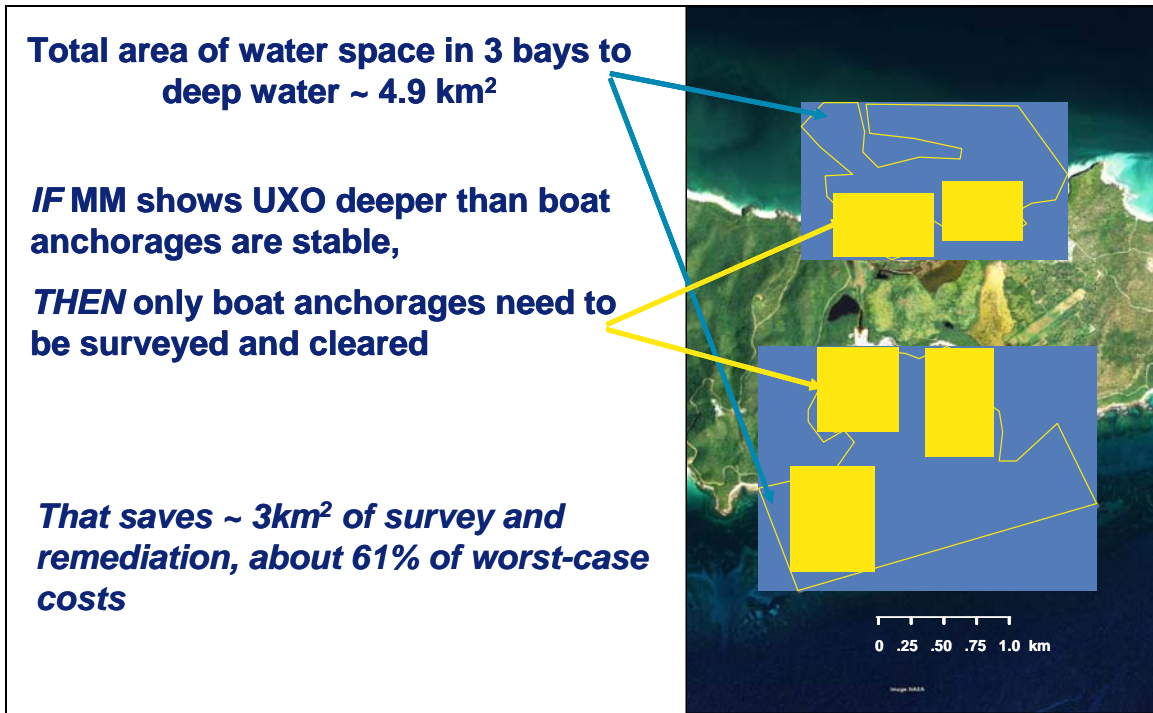 Total area of water space in 3 bays to
deep water ~ 4.9 km²
IF MM shows UXO deeper than boat
anchorages are stable,
THEN only boat anchorages need to
be surveyed and cleared
That saves ~ 3km² of survey and
remediation, about 61% of worst-case
costs
0 .25 .50 .75 1.0 km
Image NASA